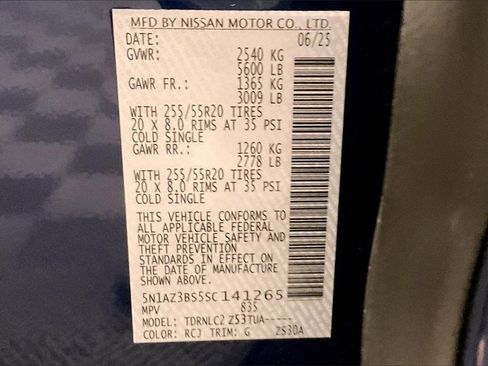 MFD BY NISSAN MOTOR CO., LTD.
DATE: 06/25
GVWR: 2540 KG
5600 LB
GAWR FR.: 1365 KG
3009 LB
WITH 255/55R20 TIRES
20 X 8.0 RIMS AT 35 PSI
COLD SINGLE
GAWR RR.: 1260 KG
2778 LB
WITH 255/55R20 TIRES
20 X 8.0 RIMS AT 35 PSI
COLD SINGLE
THIS VEHICLE CONFORMS TO
ALL APPLICABLE FEDERAL
MOTOR VEHICLE SAFETY AND
THEFT PREVENTION
STANDARDS IN EFFECT ON
THE DATE OF MANUFACTURE
SHOWN ABOVE.
5N1AZ3BS5SC141265
MPV 835
MODEL: TDRNLC2 ZS3TUA-----
COLOR: RCJ TRIM: G ZS30A